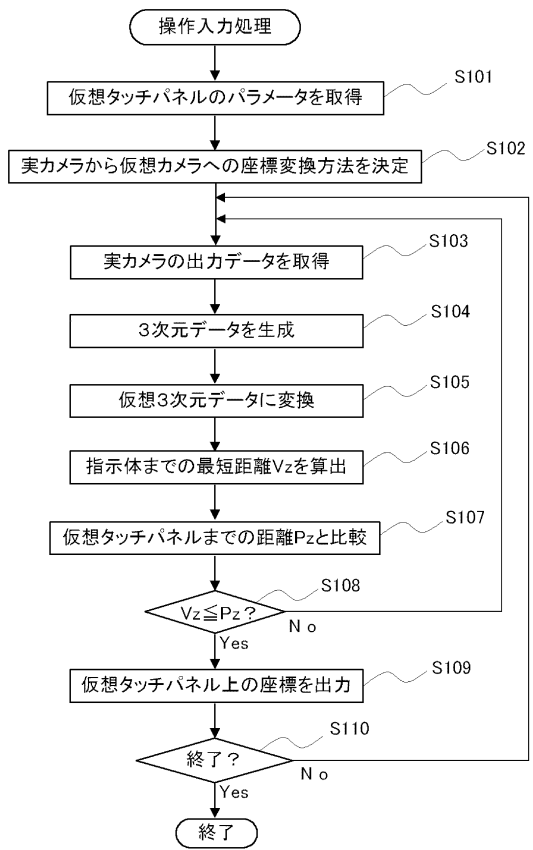 操作入力処理
S101
仮想タッチパネルのパラメータを取得
S102
実カメラから仮想カメラへの座標変換方法を決定
S103
実カメラの出力データを取得
S104
３次元データを生成
S105
仮想３次元データに変換
S106
指示体までの最短距離Vzを算出
S107
仮想タッチパネルまでの距離Pzと比較
S108
Vz≦Pz？
No
Yes
S109
仮想タッチパネル上の座標を出力
S110
終了？
No
Yes
終了